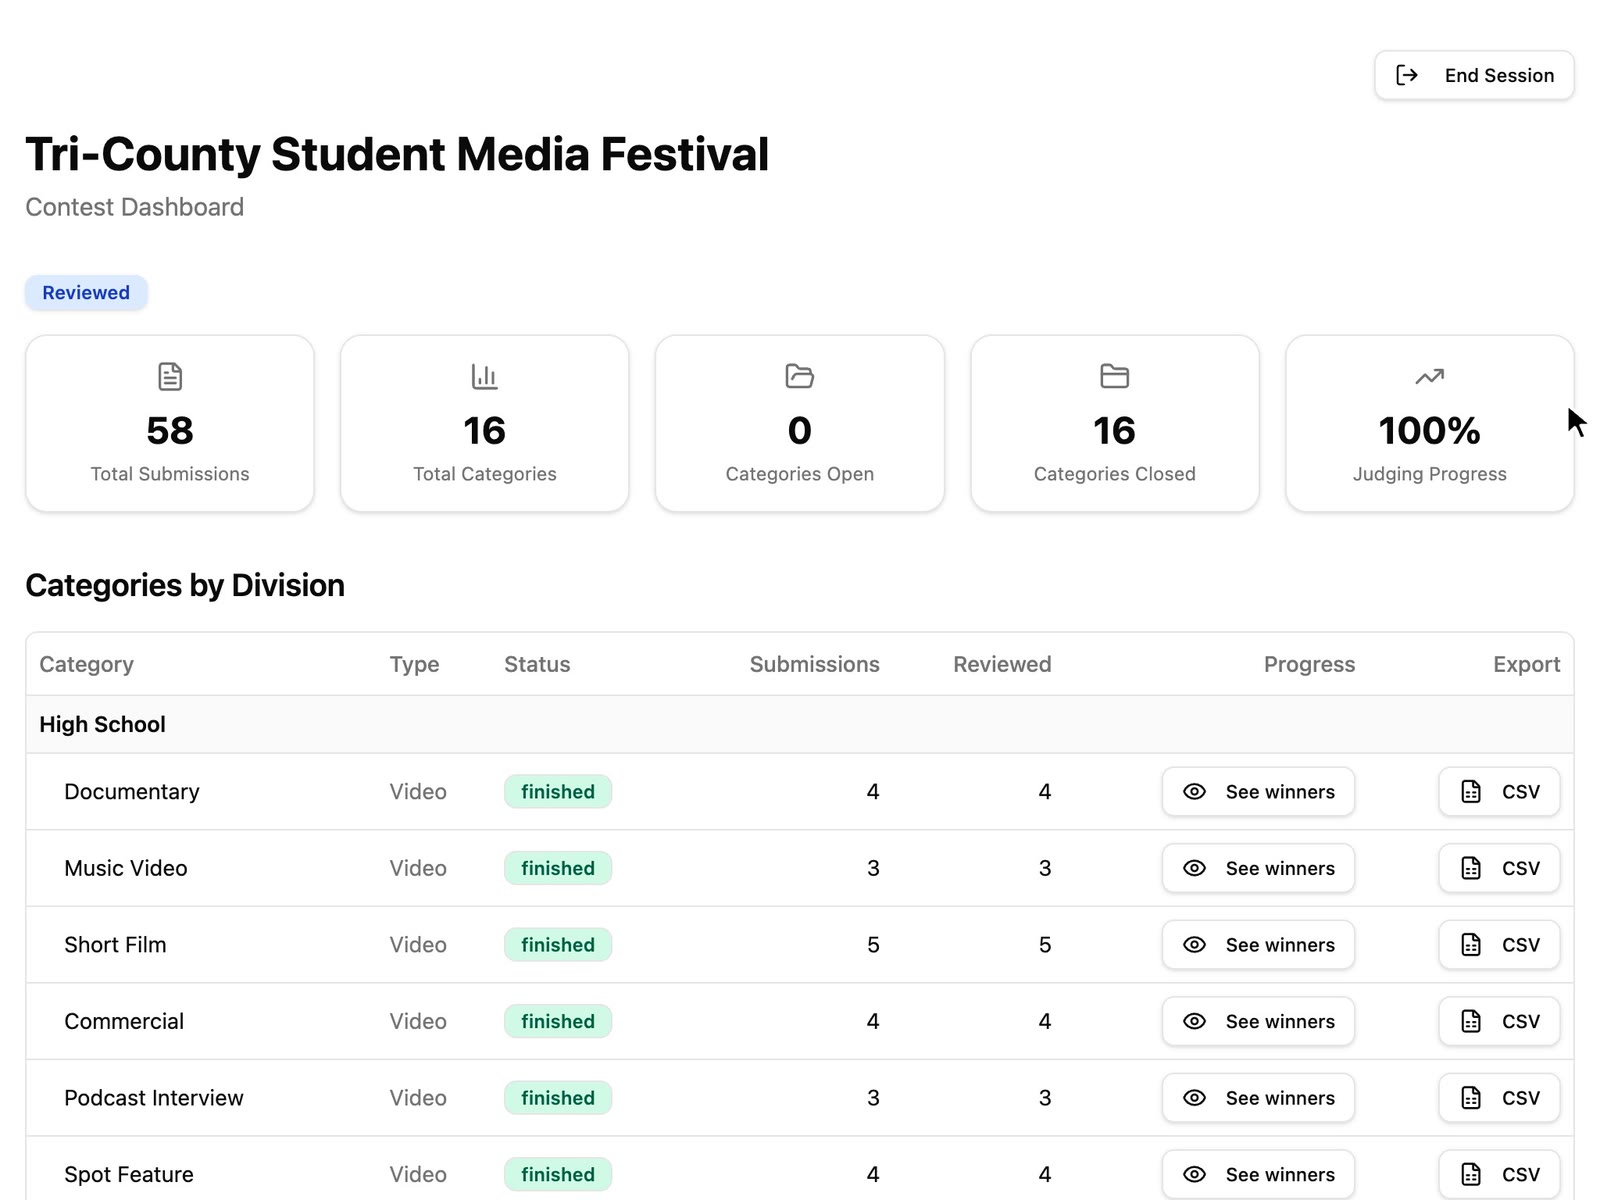 End Session
Tri-County Student Media Festival
Contest Dashboard
Reviewed
58 16 0 16 100%
Total Submissions Total Categories Categories Open Categories Closed Judging Progress
Categories by Division
Category Type Status Submissions Reviewed Progress Export
High School
Documentary Video finished 4 4 See winners CSV
Music Video Video finished 3 3 See winners CSV
Short Film Video finished 5 5 See winners CSV
Commercial Video finished 4 4 See winners CSV
Podcast Interview Video finished 3 3 See winners CSV
Spot Feature Video finished 4 4 See winners CSV